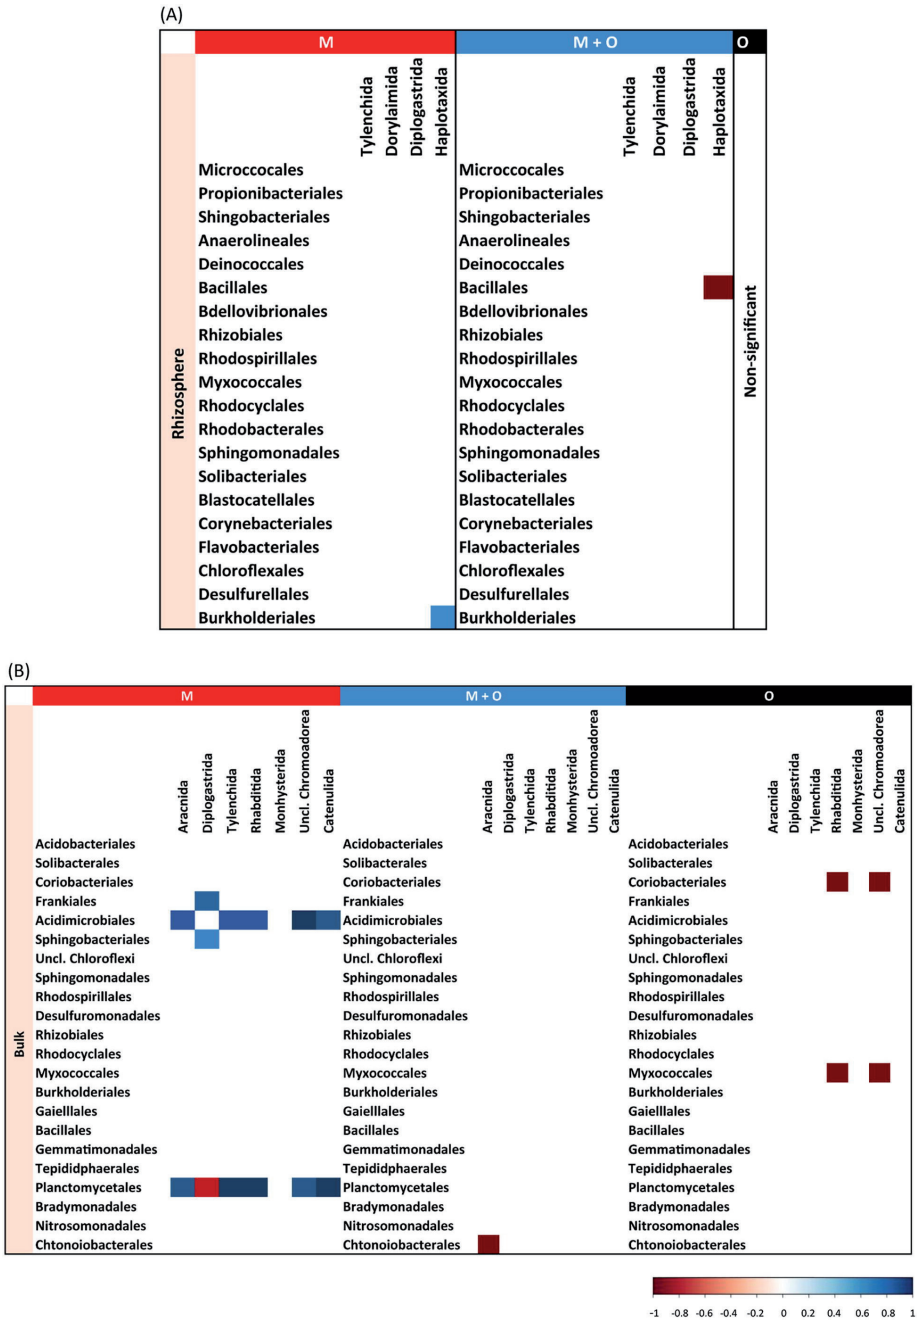 (A)
M
M + O
O
Tylenchida
Dorylaimida
Diplogastrida
Haplotaxida
Tylenchida
Dorylaimida
Diplogastrida
Haplotaxida
Rhizosphere
Non-significant
Microccocales Microccocales
Propionibacteriales Propionibacteriales
Shingobacteriales Shingobacteriales
Anaerolineales Anaerolineales
Deinococcales Deinococcales
Bacillales Bacillales
Bdellovibrionales Bdellovibrionales
Rhizobiales Rhizobiales
Rhodospirillales Rhodospirillales
Myxococcales Myxococcales
Rhodocyclales Rhodocyclales
Rhodobacterales Rhodobacterales
Sphingomonadales Sphingomonadales
Solibacteriales Solibacteriales
Blastocatellales Blastocatellales
Corynebacteriales Corynebacteriales
Flavobacteriales Flavobacteriales
Chloroflexales Chloroflexales
Desulfurellales Desulfurellales
Burkholderiales Burkholderiales
(B)
M
M + O
O
Aracnida
Diplogastrida
Tylenchida
Rhabditida
Monhysterida
Uncl. Chromoadorea
Catenulida
Aracnida
Diplogastrida
Tylenchida
Rhabditida
Monhysterida
Uncl. Chromoadorea
Catenulida
Aracnida
Diplogastrida
Tylenchida
Rhabditida
Monhysterida
Uncl. Chromoadorea
Catenulida
Bulk
Acidobacteriales Acidobacteriales Acidobacteriales
Solibacterales Solibacterales Solibacterales
Coriobacteriales Coriobacteriales Coriobacteriales
Frankiales Frankiales Frankiales
Acidimicrobiales Acidimicrobiales Acidimicrobiales
Sphingobacteriales Sphingobacteriales Sphingobacteriales
Uncl. Chloroflexi Uncl. Chloroflexi Uncl. Chloroflexi
Sphingomonadales Sphingomonadales Sphingomonadales
Rhodospirillales Rhodospirillales Rhodospirillales
Desulfuromonadales Desulfuromonadales Desulfuromonadales
Rhizobiales Rhizobiales Rhizobiales
Rhodocyclales Rhodocyclales Rhodocyclales
Myxococcales Myxococcales Myxococcales
Burkholderiales Burkholderiales Burkholderiales
Gaielllales Gaielllales Gaielllales
Bacillales Bacillales Bacillales
Gemmatimonadales Gemmatimonadales Gemmatimonadales
Tepididphaerales Tepididphaerales Tepididphaerales
Planctomycetales Planctomycetales Planctomycetales
Bradymonadales Bradymonadales Bradymonadales
Nitrosomonadales Nitrosomonadales Nitrosomonadales
Chtonoiobacterales Chtonoiobacterales Chtonoiobacterales
-1 -0.8 -0.6 -0.4 -0.2 0 0.2 0.4 0.6 0.8 1